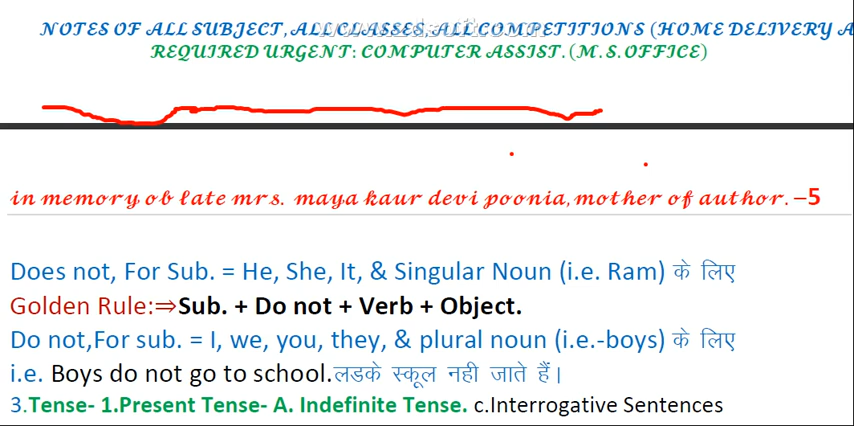 NOTES OF ALL SUBJECT, ALL CLASSES, ALL COMPETITIONS (HOME DELIVERY A
REQUIRED URGENT: COMPUTER ASSIST. (M.S.OFFICE)
in memory ob late mrs. maya kaur devi poonia, mother of author. –5
Does not, For Sub. = He, She, It, & Singular Noun (i.e. Ram) के लिए
Golden Rule:⇒Sub. + Do not + Verb + Object.
Do not,For sub. = I, we, you, they, & plural noun (i.e.-boys) के लिए
i.e. Boys do not go to school.लडके स्कूल नही जाते हैं।
3.Tense- 1.Present Tense- A. Indefinite Tense. c.Interrogative Sentences